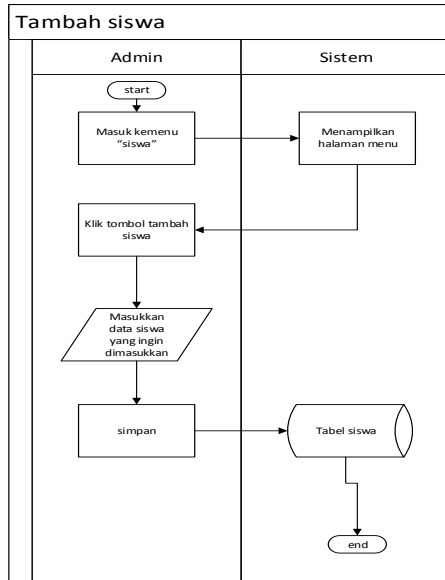 Tambah siswa
Admin
Sistem
start
Masuk kemenu
“siswa”
Menampilkan
halaman menu
Klik tombol tambah
siswa
Masukkan
data siswa
yang ingin
dimasukkan
simpan
Tabel siswa
end